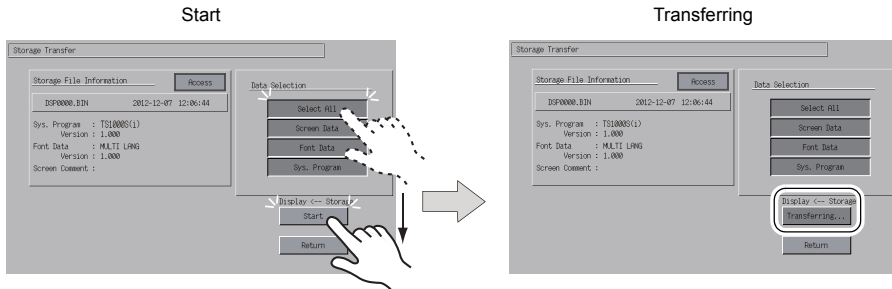 Start
Storage Transfer
Storage File Information
Access
DSP0000.BIN 2012-12-07 12:06:44
Sys. Program : TS1000S(i)
Version : 1.000
Font Data : MULTI LANG
Version : 1.000
Screen Comment :
Data Selection
Select All
Screen Data
Font Data
Sys. Program
Display <-- Storage
Start
Return
Transferring
Storage Transfer
Storage File Information
Access
DSP0000.BIN 2012-12-07 12:06:44
Sys. Program : TS1000S(i)
Version : 1.000
Font Data : MULTI LANG
Version : 1.000
Screen Comment :
Data Selection
Select All
Screen Data
Font Data
Sys. Program
Display <-- Storage
Transferring...
Return